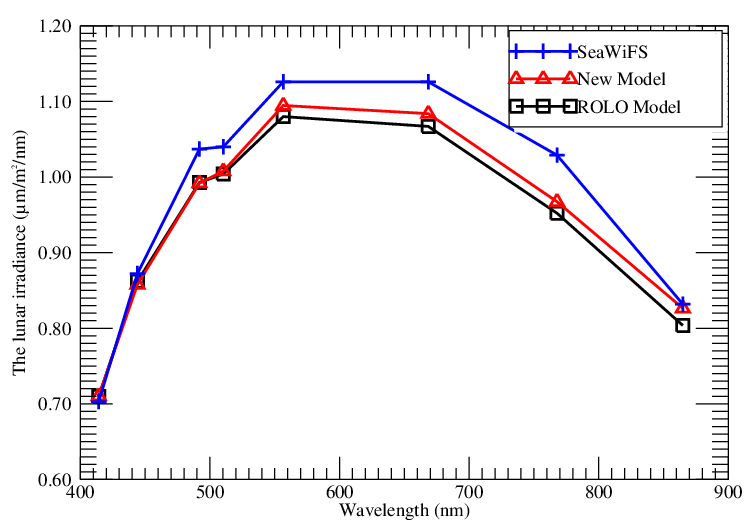 1.20
1.10
1.00
0.90
0.80
0.70
0.60
400
500
600
700
800
900
Wavelength (nm)
The lunar irradiance (µm/m²/nm)
SeaWiFS
New Model
ROLO Model